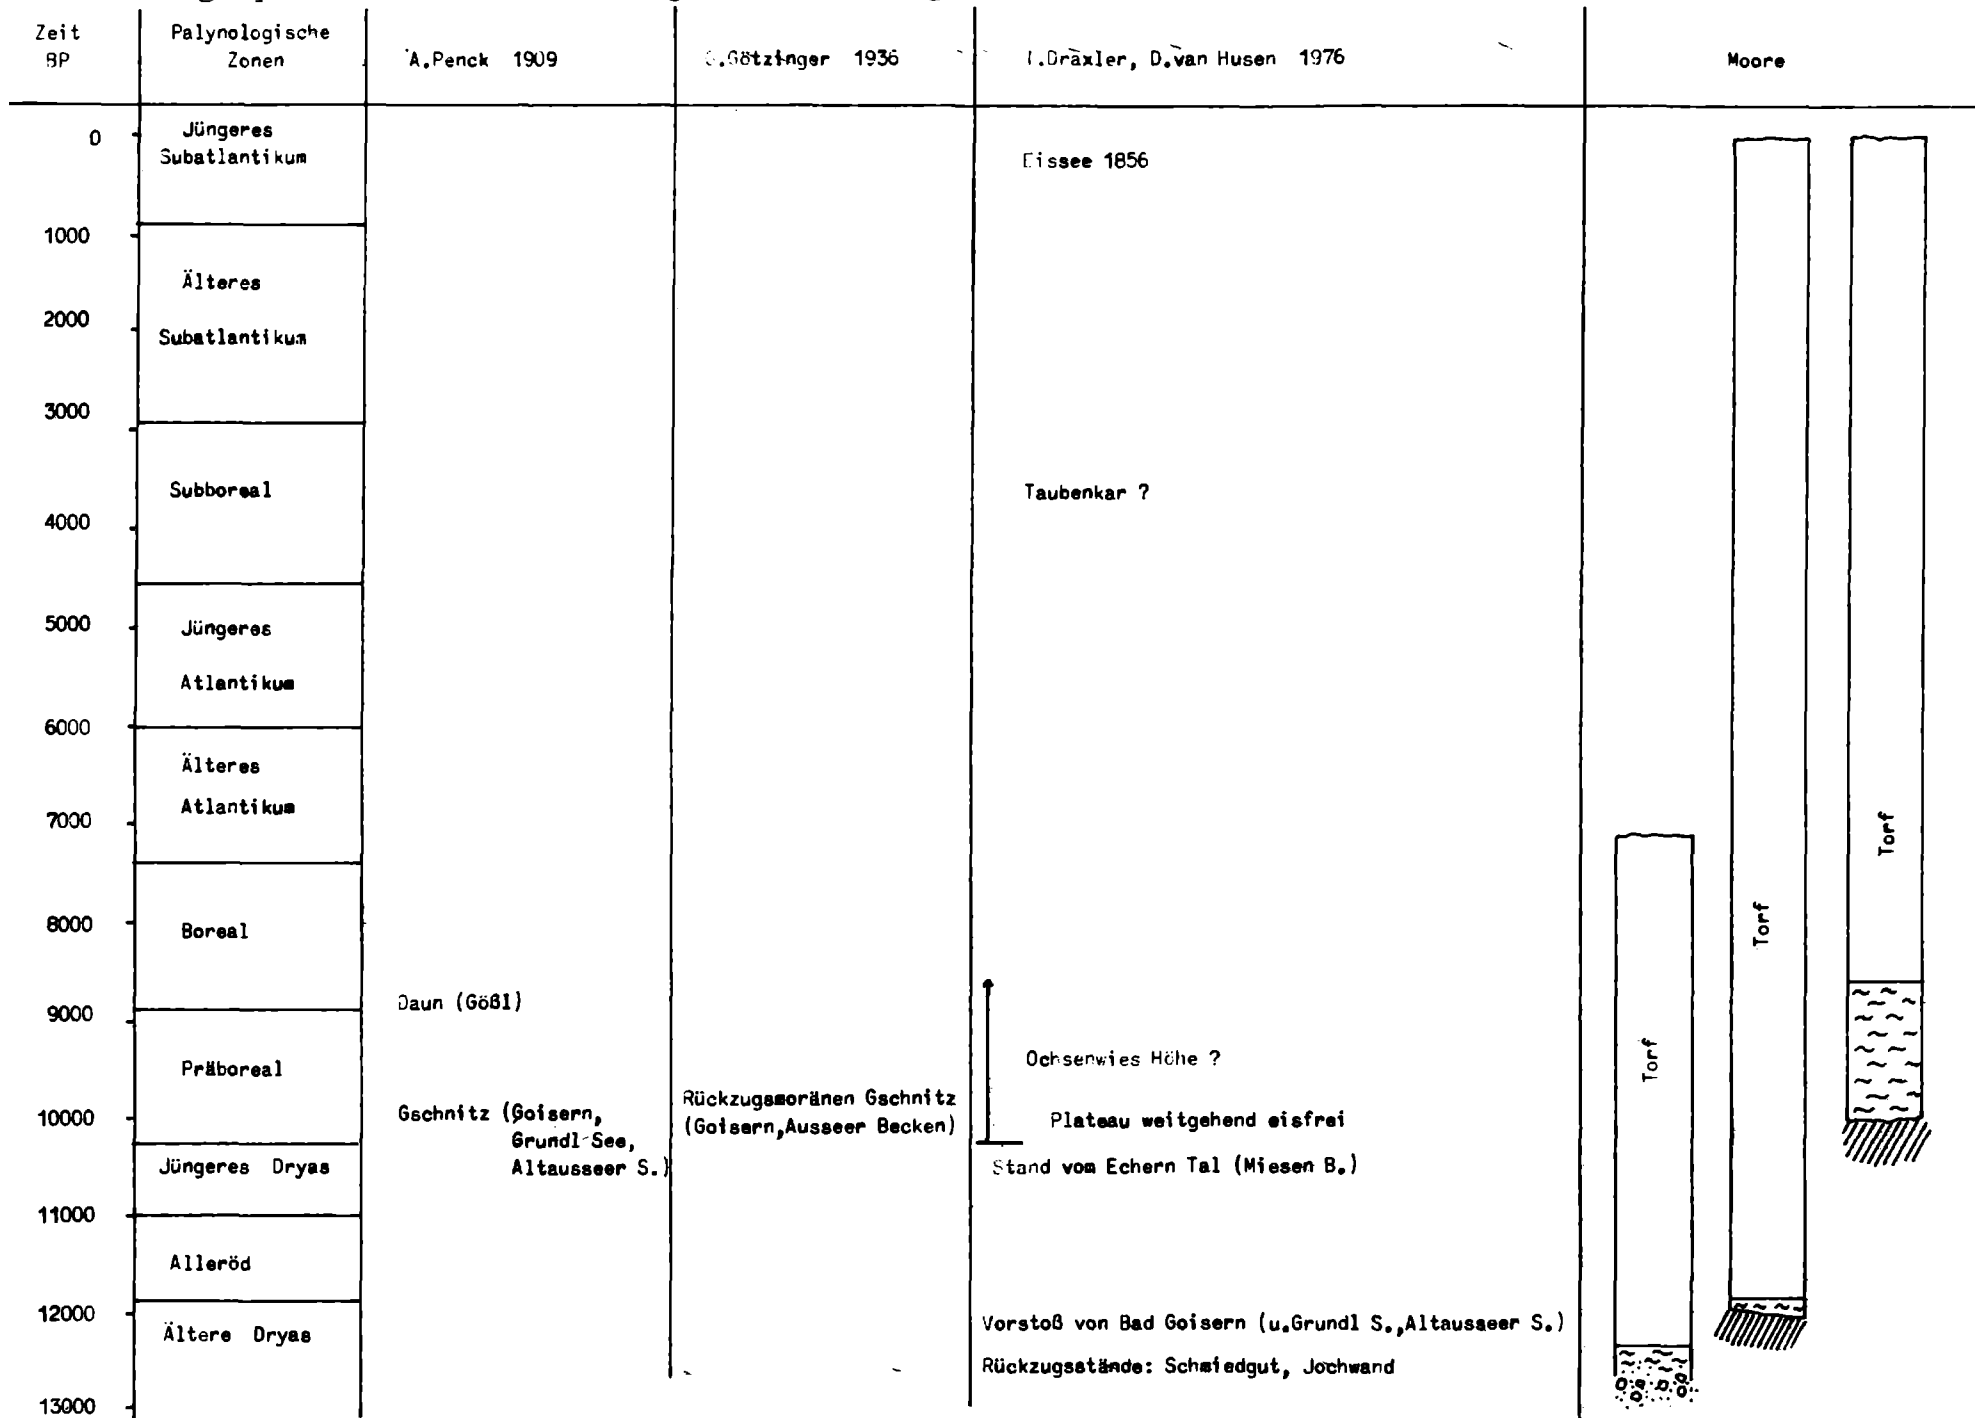 Zeit
BP
Palynologische
Zonen
A.Penck 1909
G.Götzinger 1936
I.Draxler, D.van Husen 1976
Moore
0
1000
2000
3000
4000
5000
6000
7000
8000
9000
10000
11000
12000
13000
Jüngeres
Subatlantikum
Älteres
Subatlantikum
Subboreal
Jüngeres
Atlantikum
Älteres
Atlantikum
Boreal
Präboreal
Jüngeres Dryas
Alleröd
Ältere Dryas
Daun (Gößl)
Gschnitz (Goisern,
Grundl See,
Altausseer S.)
Rückzugsmoränen Gschnitz
(Goisern,Ausseer Becken)
Eissee 1856
Taubenkar ?
Ochsenwies Höhe ?
Plateau weitgehend eisfrei
Stand vom Echern Tal (Miesen B.)
Vorstoß von Bad Goisern (u.Grundl S.,Altausseer S.)
Rückzugsstände: Schmiedgut, Jochwand
Torf
Torf
Torf